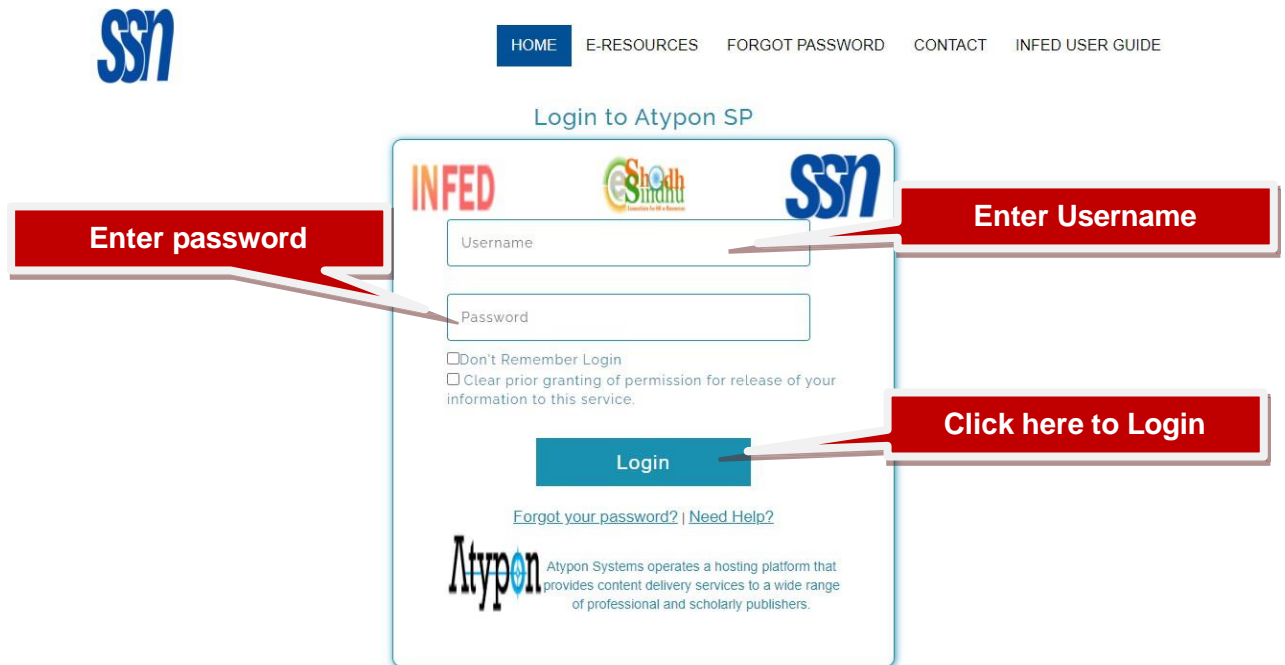 ssn
HOME E-RESOURCES FORGOT PASSWORD CONTACT INFED USER GUIDE
Login to Atypon SP
INFED e Shodh Sindhu ssn
Enter Username
Enter password
Username
Password
Don't Remember Login
Clear prior granting of permission for release of your
information to this service.
Click here to Login
Login
Forgot your password? | Need Help?
Atypon
Atypon Systems operates a hosting platform that
provides content delivery services to a wide range
of professional and scholarly publishers.